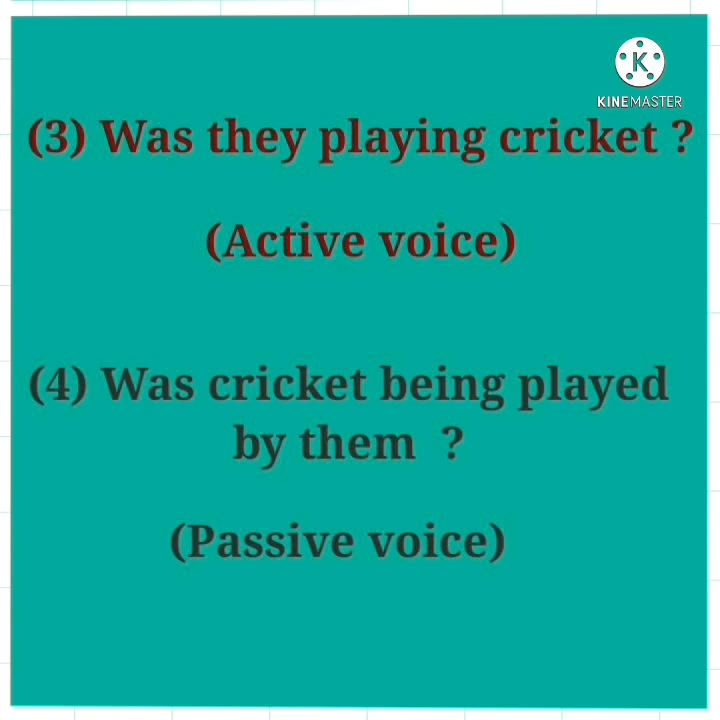 KINEMASTER
(3) Was they playing cricket ?
(Active voice)
(4) Was cricket being played
by them ?
(Passive voice)